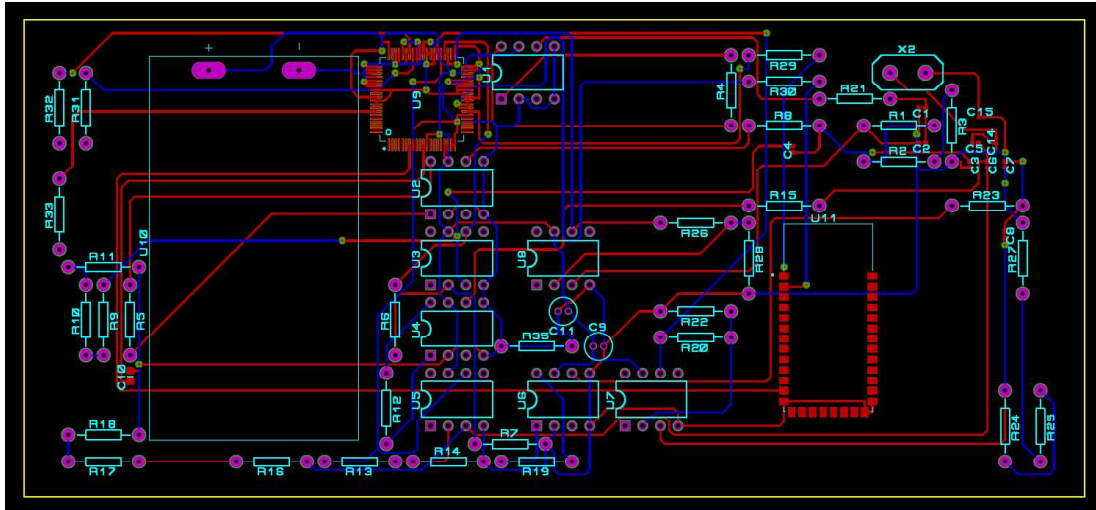 + -
X2
R29
R30
R4
R21
R32
R31
U9
U1
R8
R1
C1
R3
C15
C14
C4
R2
C2
C5
C3
C6
C7
U2
R33
R15
R23
U11
R26
U10
R11
U3
U8
R28
R27
C8
R10
R9
R5
R6
U4
C11
R22
C9
R35
R20
C10
R12
U5
U6
U7
R18
R7
R24
R25
R14
R17
R16
R13
R19